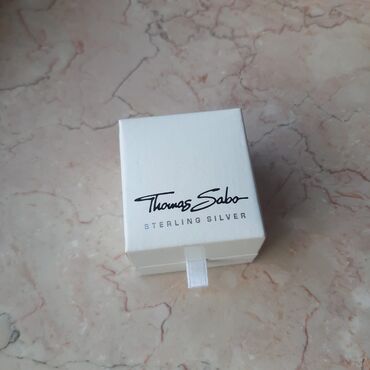 Thomas Sabo
STERLING SILVER